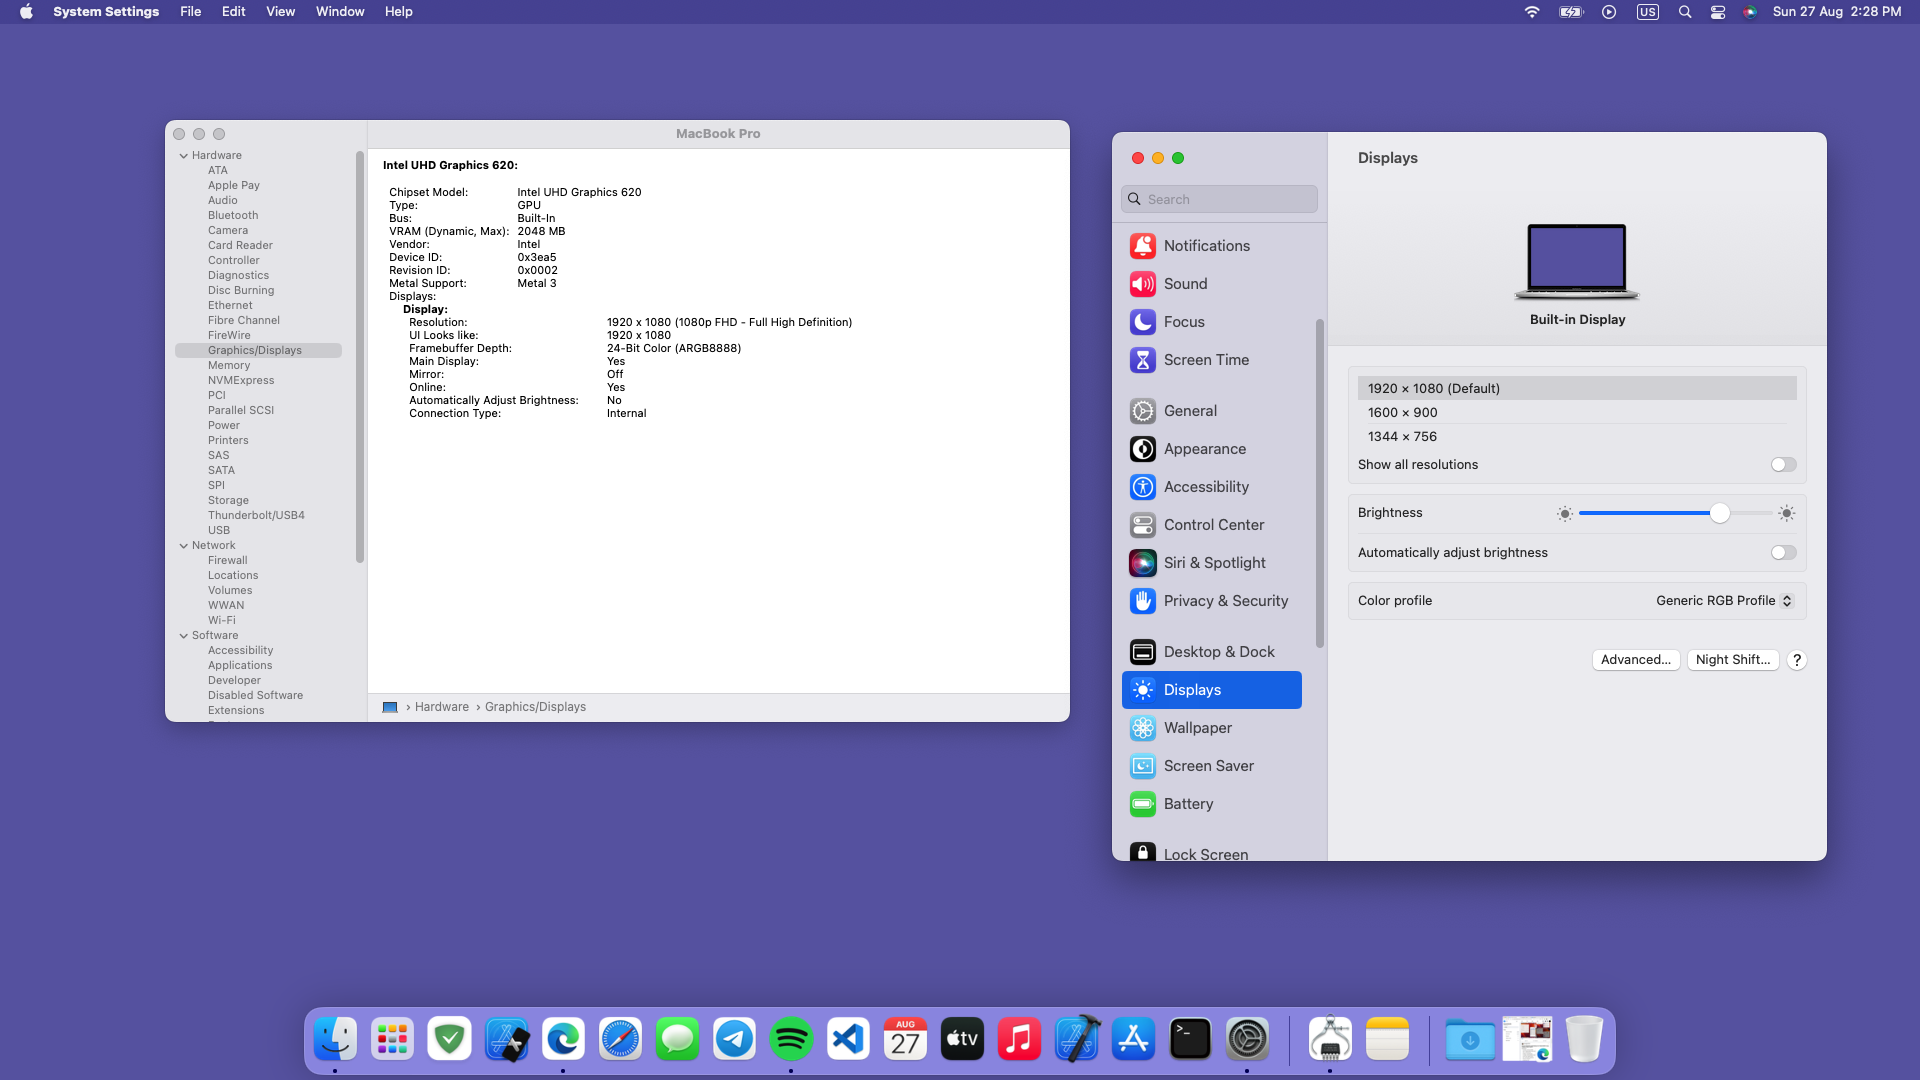 System Settings File Edit View Window Help
US Sun 27 Aug 2:28 PM
MacBook Pro
Hardware
ATA
Apple Pay
Audio
Bluetooth
Camera
Card Reader
Controller
Diagnostics
Disc Burning
Ethernet
Fibre Channel
FireWire
Graphics/Displays
Memory
NVMExpress
PCI
Parallel SCSI
Power
Printers
SAS
SATA
SPI
Storage
Thunderbolt/USB4
USB
Network
Firewall
Locations
Volumes
WWAN
Wi-Fi
Software
Accessibility
Applications
Developer
Disabled Software
Extensions
Intel UHD Graphics 620:
Chipset Model: Intel UHD Graphics 620
Type: GPU
Bus: Built-In
VRAM (Dynamic, Max): 2048 MB
Vendor: Intel
Device ID: 0x3ea5
Revision ID: 0x0002
Metal Support: Metal 3
Displays:
Display:
Resolution: 1920 x 1080 (1080p FHD - Full High Definition)
UI Looks like: 1920 x 1080
Framebuffer Depth: 24-Bit Color (ARGB8888)
Main Display: Yes
Mirror: Off
Online: Yes
Automatically Adjust Brightness: No
Connection Type: Internal
› Hardware › Graphics/Displays
Search
Notifications
Sound
Focus
Screen Time
General
Appearance
Accessibility
Control Center
Siri & Spotlight
Privacy & Security
Desktop & Dock
Displays
Wallpaper
Screen Saver
Battery
Lock Screen
Displays
Built-in Display
1920 × 1080 (Default)
1600 × 900
1344 × 756
Show all resolutions
Brightness
Automatically adjust brightness
Color profile Generic RGB Profile
Advanced... Night Shift... ?
AUG
27
tv
>_